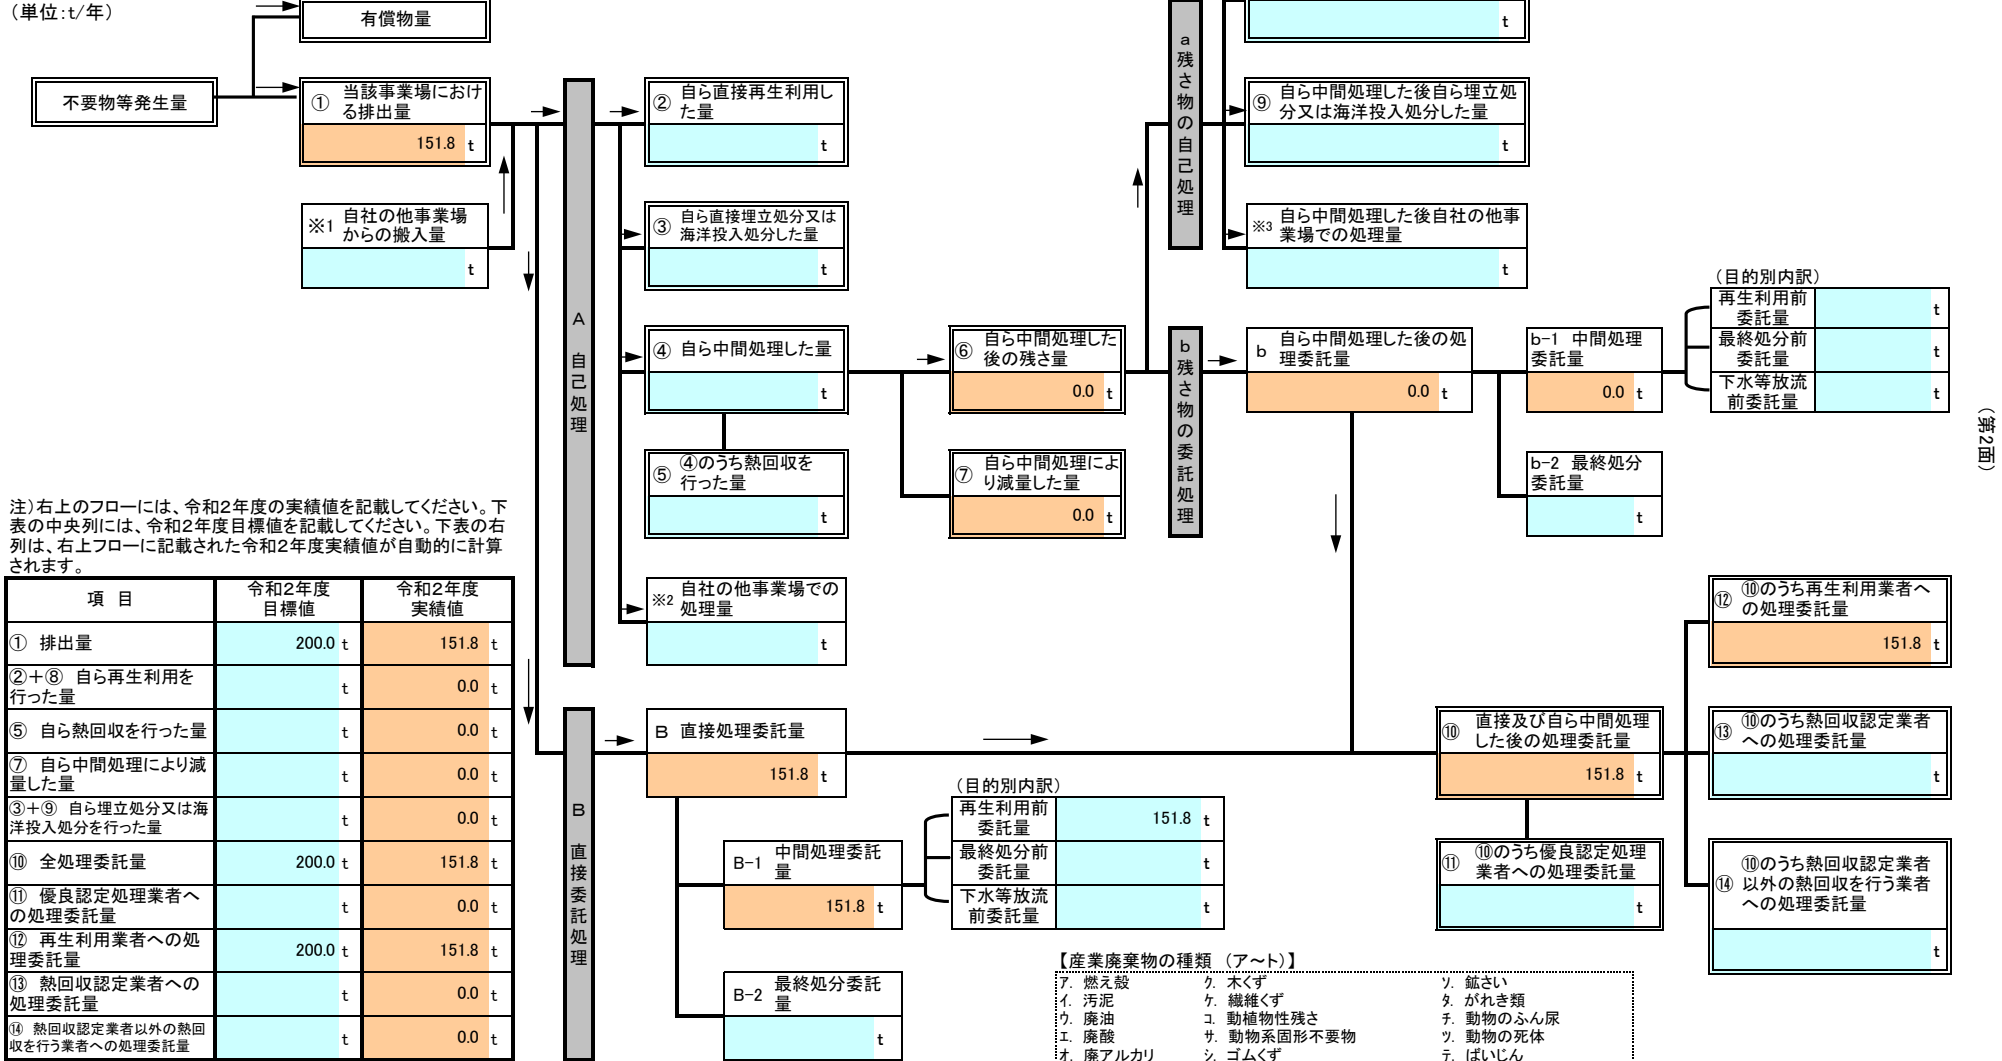 （単位：t/年）
有償物量
t
不要物等発生量
① 当該事業場におけ
る排出量
151.8 t
※1 自社の他事業場
からの搬入量
t
A 自己処理
② 自ら直接再生利用し
た量
t
③ 自ら直接埋立処分又は
海洋投入処分した量
t
④ 自ら中間処理した量
t
⑤ ④のうち熱回収を
行った量
t
※2 自社の他事業場での
処理量
t
⑥ 自ら中間処理した
後の残さ量
0.0 t
⑦ 自ら中間処理によ
り減量した量
0.0 t
a 残さ物の自己処理
⑨ 自ら中間処理した後自ら埋立処
分又は海洋投入処分した量
t
※3 自ら中間処理した後自社の他事
業場での処理量
t
b 残さ物の委託処理
b 自ら中間処理した後の処
理委託量
0.0 t
b-1 中間処理
委託量
0.0 t
b-2 最終処分
委託量
t
（目的別内訳）
再生利用前
委託量 t
最終処分前
委託量 t
下水等放流
前委託量 t
（第2面）
注）右上のフローには、令和2年度の実績値を記載してください。下
表の中央列には、令和2年度目標値を記載してください。下表の右
列は、右上フローに記載された令和2年度実績値が自動的に計算
されます。
項 目 令和2年度 目標値 令和2年度 実績値
① 排出量 200.0 t 151.8 t
②＋⑧ 自ら再生利用を
行った量 t 0.0 t
⑤ 自ら熱回収を行った量 t 0.0 t
⑦ 自ら中間処理により減
量した量 t 0.0 t
③＋⑨ 自ら埋立処分又は海
洋投入処分を行った量 t 0.0 t
⑩ 全処理委託量 200.0 t 151.8 t
⑪ 優良認定処理業者へ
の処理委託量 t 0.0 t
⑫ 再生利用業者への処
理委託量 200.0 t 151.8 t
⑬ 熱回収認定業者への
処理委託量 t 0.0 t
⑭ 熱回収認定業者以外の熱回
収を行う業者への処理委託量 t 0.0 t
B 直接委託処理
B 直接処理委託量
151.8 t
B-1 中間処理委託
量
151.8 t
B-2 最終処分委託
量
t
（目的別内訳）
再生利用前
委託量 151.8 t
最終処分前
委託量 t
下水等放流
前委託量 t
⑩ 直接及び自ら中間処理
した後の処理委託量
151.8 t
⑪ ⑩のうち優良認定処理
業者への処理委託量
t
⑫ ⑩のうち再生利用業者へ
の処理委託量
151.8 t
⑬ ⑩のうち熱回収認定業者
への処理委託量
t
⑭ ⑩のうち熱回収認定業者
以外の熱回収を行う業者
への処理委託量
t
【産業廃棄物の種類 （ア～ト）】
ア. 燃え殻 ク. 木くず ソ. 鉱さい
イ. 汚泥 ケ. 繊維くず タ. がれき類
ウ. 廃油 コ. 動植物性残さ チ. 動物のふん尿
エ. 廃酸 サ. 動物系固形不要物 ツ. 動物の死体
オ. 廃アルカリ シ. ゴムくず テ. ばいじん